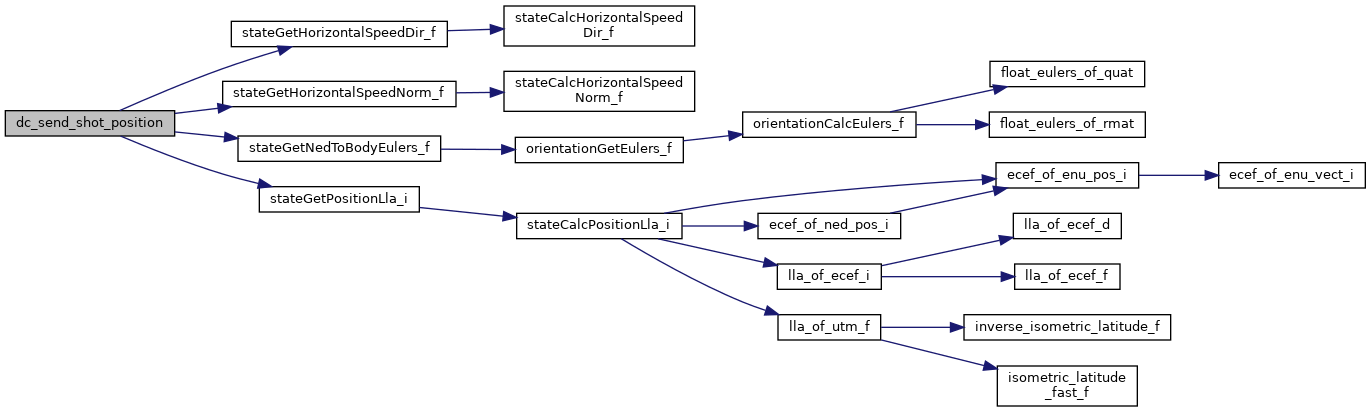 dc_send_shot_position
stateGetHorizontalSpeedDir_f
stateCalcHorizontalSpeed
Dir_f
stateGetHorizontalSpeedNorm_f
stateCalcHorizontalSpeed
Norm_f
stateGetNedToBodyEulers_f
orientationGetEulers_f
orientationCalcEulers_f
float_eulers_of_quat
float_eulers_of_rmat
stateGetPositionLla_i
stateCalcPositionLla_i
ecef_of_enu_pos_i
ecef_of_enu_vect_i
ecef_of_ned_pos_i
lla_of_ecef_i
lla_of_ecef_d
lla_of_ecef_f
lla_of_utm_f
inverse_isometric_latitude_f
isometric_latitude
_fast_f